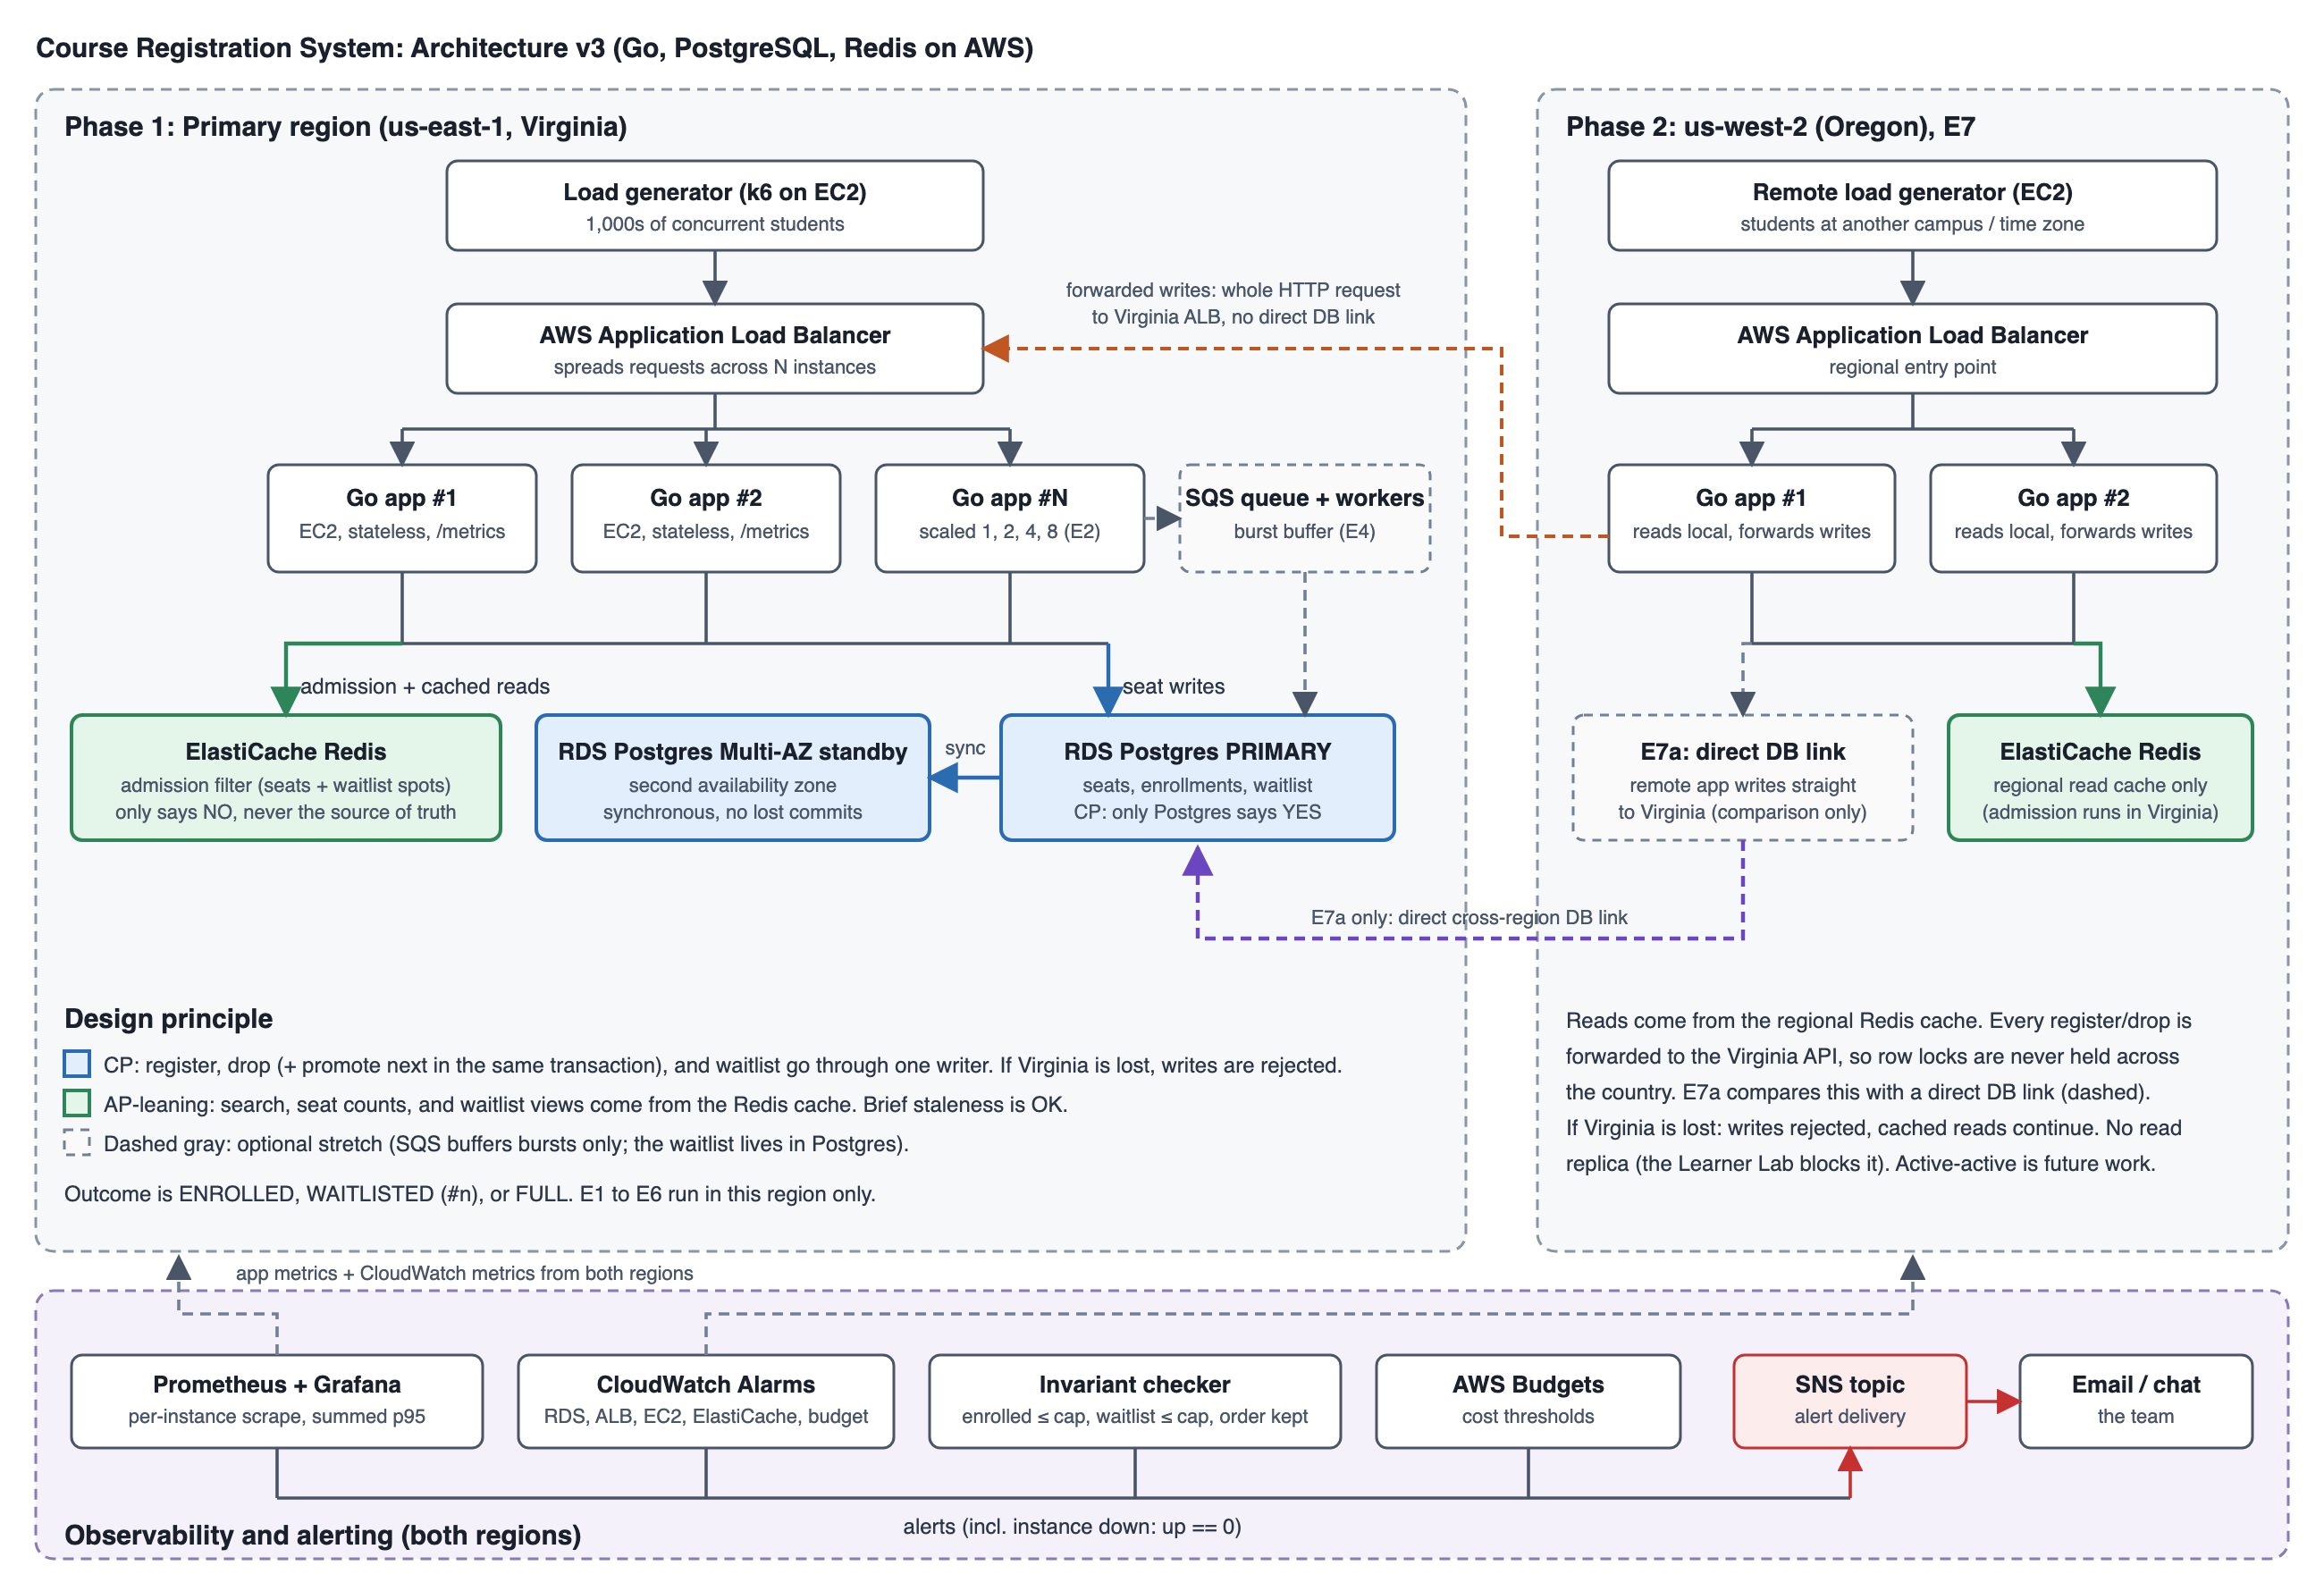 Course Registration System: Architecture v3 (Go, PostgreSQL, Redis on AWS)
Phase 1: Primary region (us-east-1, Virginia)
Load generator (k6 on EC2)
1,000s of concurrent students
forwarded writes: whole HTTP request
to Virginia ALB, no direct DB link
AWS Application Load Balancer
spreads requests across N instances
Go app #1
EC2, stateless, /metrics
Go app #2
EC2, stateless, /metrics
Go app #N
scaled 1, 2, 4, 8 (E2)
SQS queue + workers
burst buffer (E4)
admission + cached reads
seat writes
ElastiCache Redis
admission filter (seats + waitlist spots)
only says NO, never the source of truth
RDS Postgres Multi-AZ standby
second availability zone
synchronous, no lost commits
sync
RDS Postgres PRIMARY
seats, enrollments, waitlist
CP: only Postgres says YES
E7a only: direct cross-region DB link
Design principle
CP: register, drop (+ promote next in the same transaction), and waitlist go through one writer. If Virginia is lost, writes are rejected.
AP-leaning: search, seat counts, and waitlist views come from the Redis cache. Brief staleness is OK.
Dashed gray: optional stretch (SQS buffers bursts only; the waitlist lives in Postgres).
Outcome is ENROLLED, WAITLISTED (#n), or FULL. E1 to E6 run in this region only.
Phase 2: us-west-2 (Oregon), E7
Remote load generator (EC2)
students at another campus / time zone
AWS Application Load Balancer
regional entry point
Go app #1
reads local, forwards writes
Go app #2
reads local, forwards writes
E7a: direct DB link
remote app writes straight
to Virginia (comparison only)
ElastiCache Redis
regional read cache only
(admission runs in Virginia)
Reads come from the regional Redis cache. Every register/drop is
forwarded to the Virginia API, so row locks are never held across
the country. E7a compares this with a direct DB link (dashed).
If Virginia is lost: writes rejected, cached reads continue. No read
replica (the Learner Lab blocks it). Active-active is future work.
app metrics + CloudWatch metrics from both regions
Prometheus + Grafana
per-instance scrape, summed p95
CloudWatch Alarms
RDS, ALB, EC2, ElastiCache, budget
Invariant checker
enrolled ≤ cap, waitlist ≤ cap, order kept
AWS Budgets
cost thresholds
SNS topic
alert delivery
Email / chat
the team
alerts (incl. instance down: up == 0)
Observability and alerting (both regions)